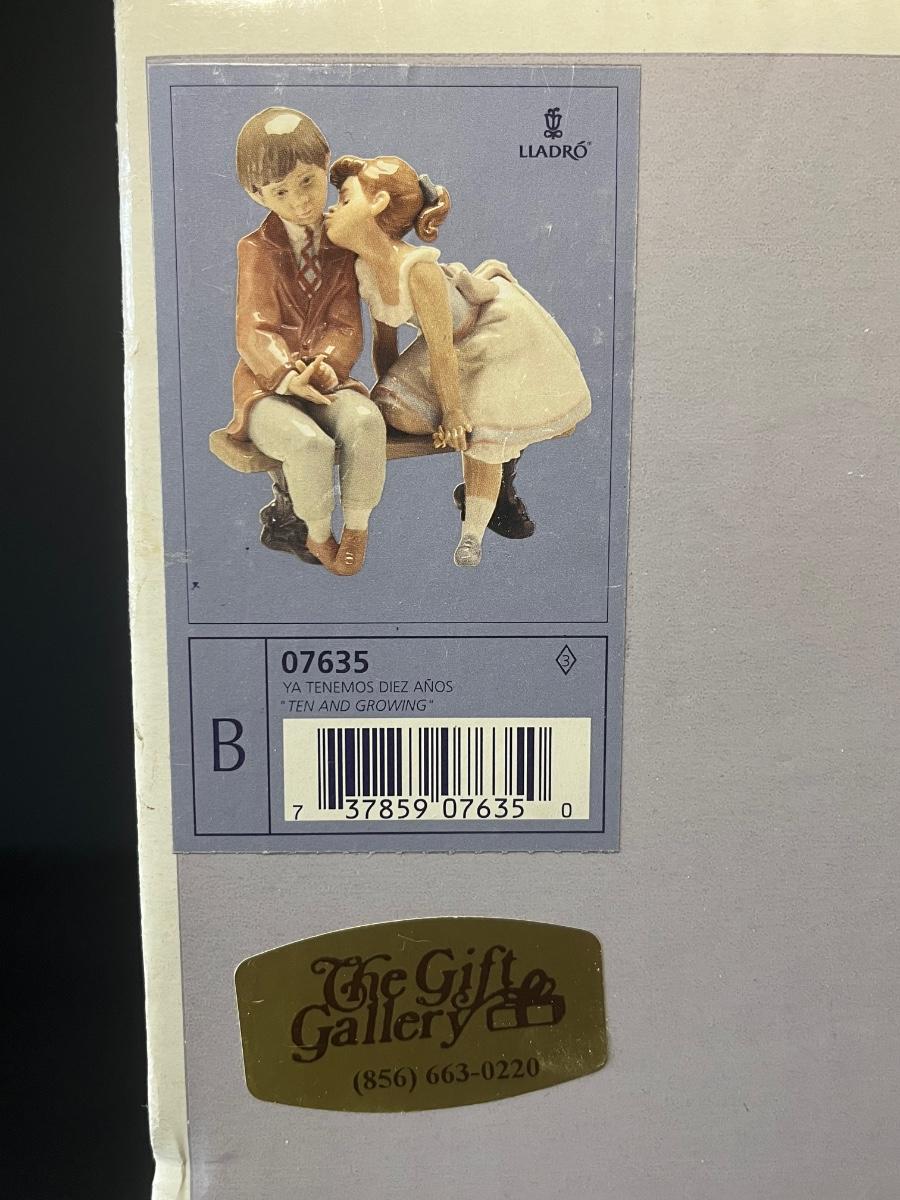 LLADRÓ®
07635
3
YA TENEMOS DIEZ AÑOS
"TEN AND GROWING"
B
7 37859 07635 0
The Gift
Gallery
(856) 663-0220